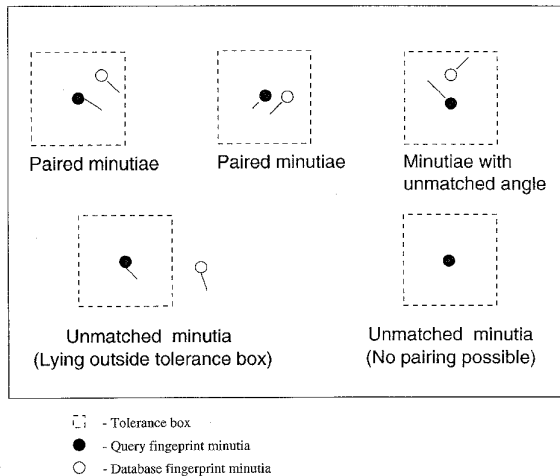 Paired minutiae
Paired minutiae
Minutiae with
unmatched angle
Unmatched minutia
(Lying outside tolerance box)
Unmatched minutia
(No pairing possible)
- Tolerance box
- Query fingeprint minutia
- Database fingerprint minutia